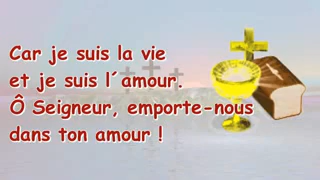 Car je suis la vie
et je suis l´amour.
Ô Seigneur, emporte-nous
dans ton amour !